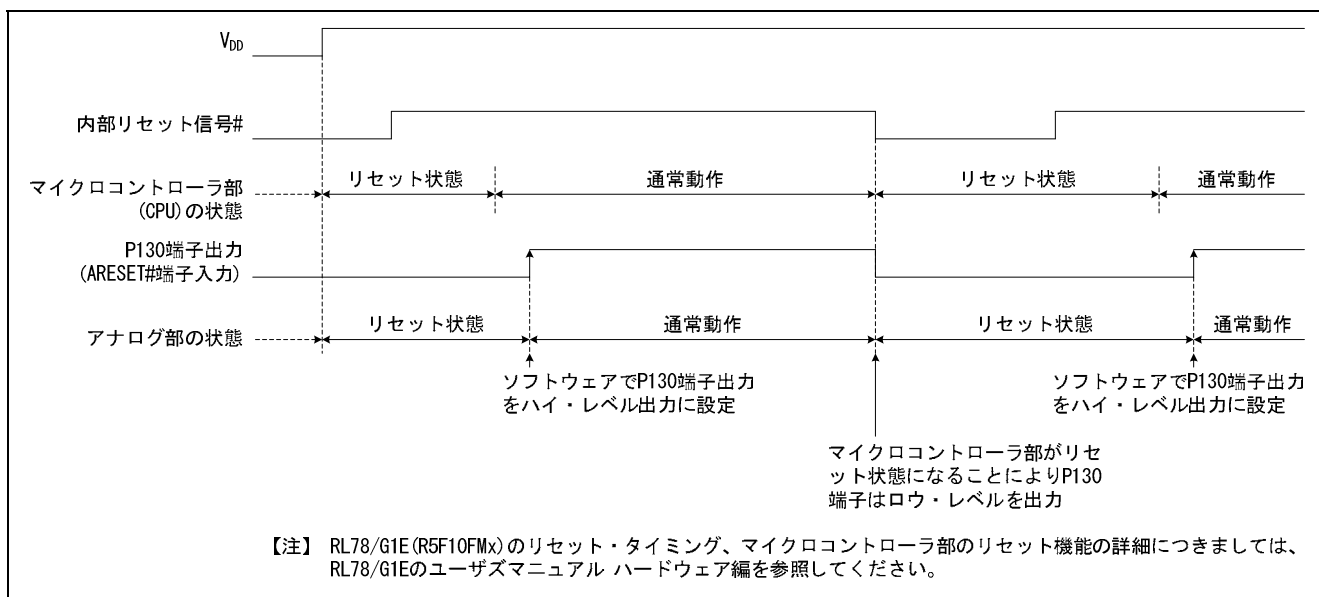 VDD
内部リセット信号#
リセット状態 通常動作 リセット状態 通常動作
マイクロコントローラ部
(CPU)の状態
P130端子出力
(ARESET#端子入力)
リセット状態 通常動作 リセット状態 通常動作
アナログ部の状態
ソフトウェアでP130端子出力
をハイ・レベル出力に設定
ソフトウェアでP130端子出力
をハイ・レベル出力に設定
マイクロコントローラ部がリセ
ット状態になることによりP130
端子はロウ・レベルを出力
【注】 RL78/G1E(R5F10FMx)のリセット・タイミング、マイクロコントローラ部のリセット機能の詳細につきましては、
RL78/G1Eのユーザズマニュアル ハードウェア編を参照してください。